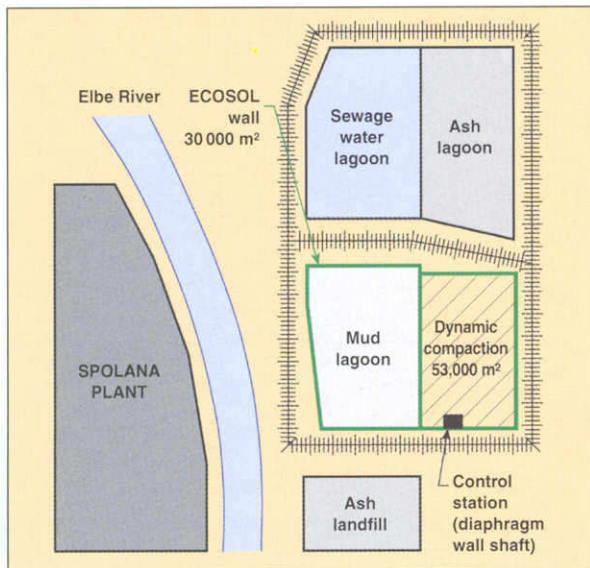 Elbe River
ECOSOL
wall
30 000 m²
Sewage
water
lagoon
Ash
lagoon
SPOLANA
PLANT
Mud
lagoon
Dynamic
compaction
53,000 m²
Ash
landfill
Control
station
(diaphragm
wall shaft)